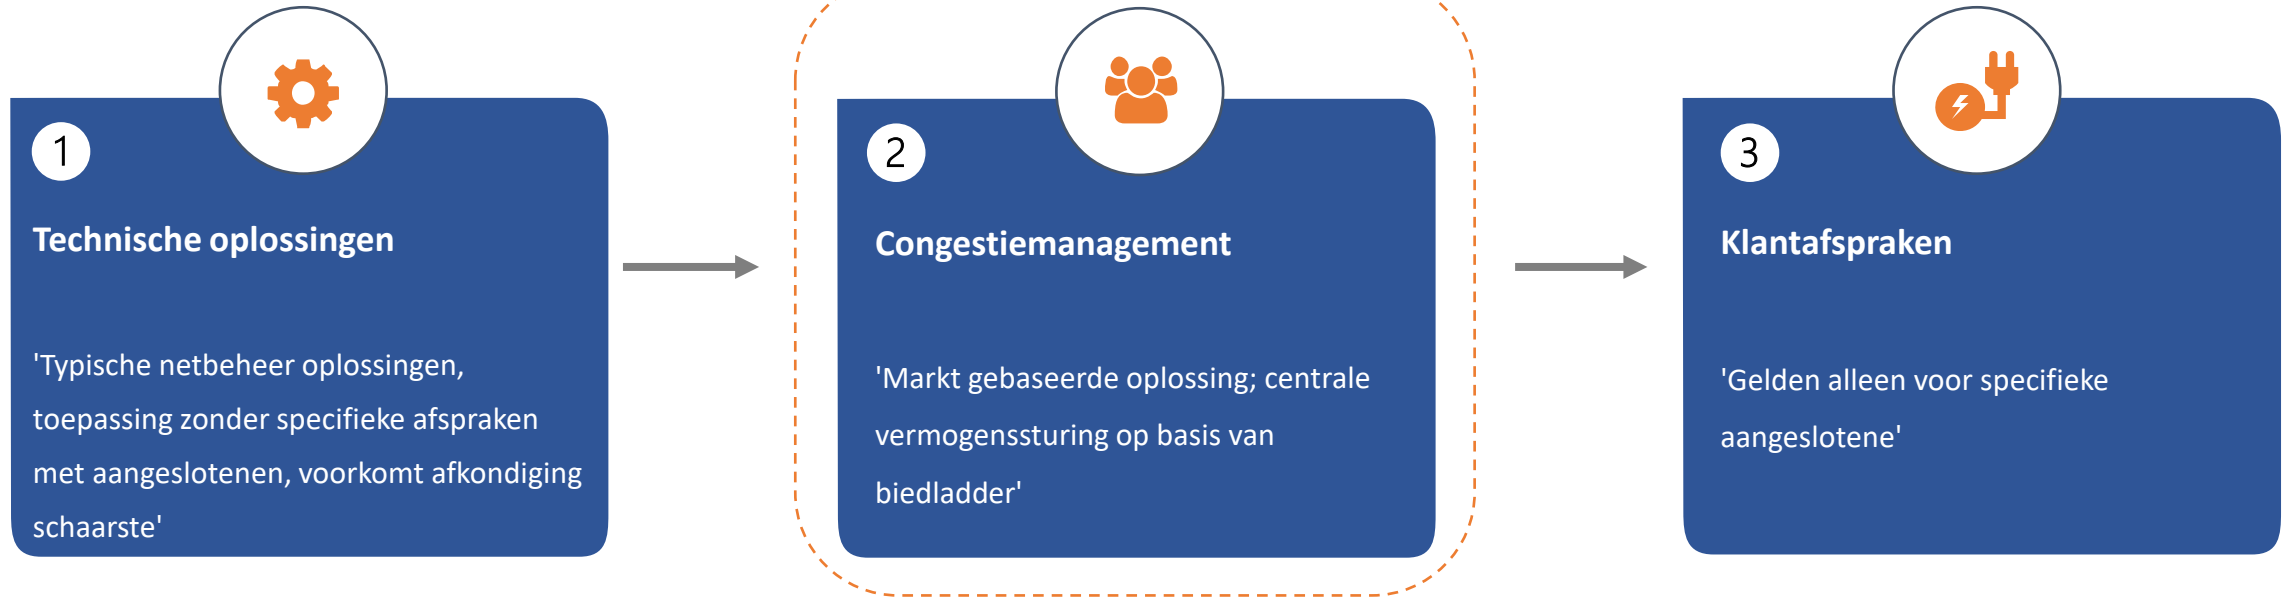 1
Technische oplossingen
'Typische netbeheer oplossingen,
toepassing zonder specifieke afspraken
met aangeslotenen, voorkomt afkondiging
schaarste'
2
Congestiemanagement
'Markt gebaseerde oplossing; centrale
vermogenssturing op basis van
biedladder'
3
Klantafspraken
'Gelden alleen voor specifieke
aangeslotene'